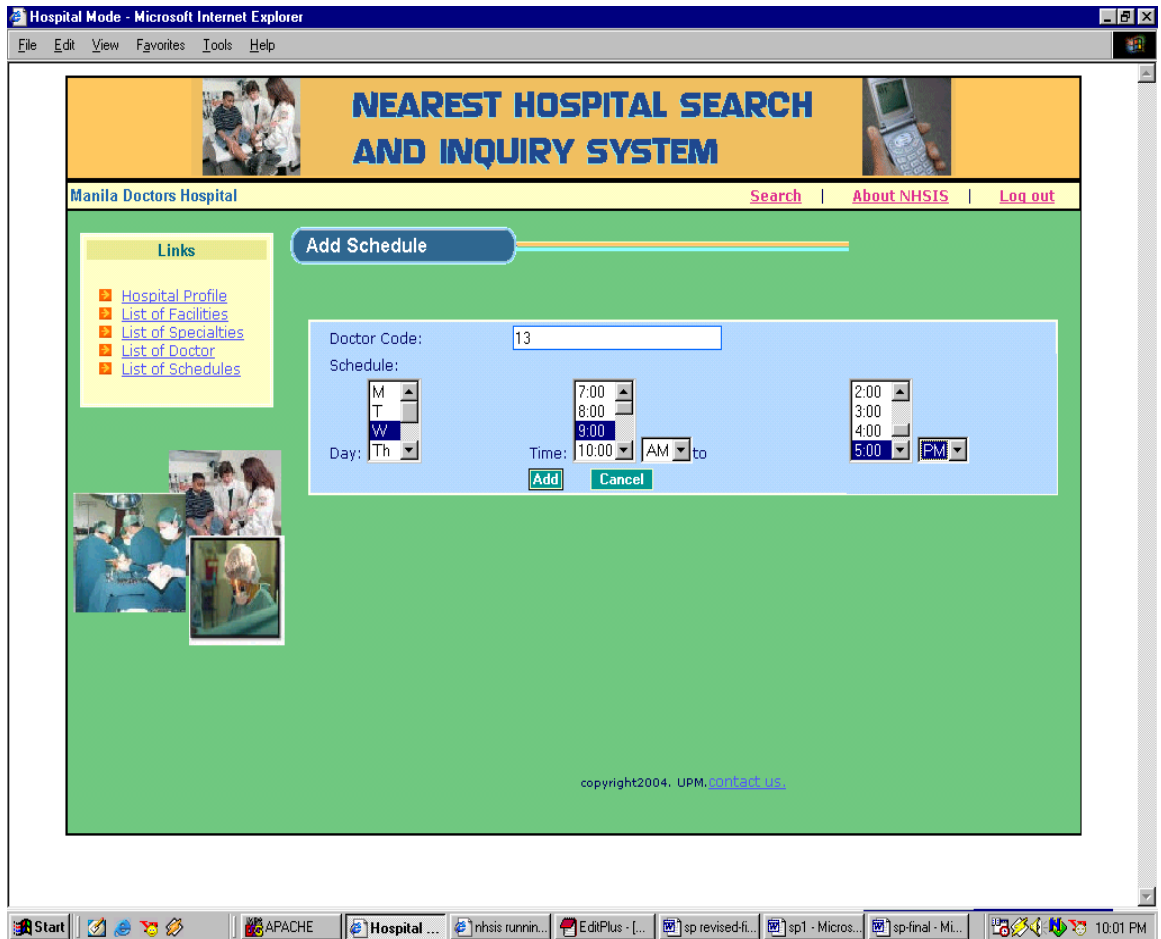 Hospital Mode - Microsoft Internet Explorer
File Edit View Favorites Tools Help
NEAREST HOSPITAL SEARCH
AND INQUIRY SYSTEM
Manila Doctors Hospital
Search | About NHSIS | Log out
Links
Hospital Profile
List of Facilities
List of Specialties
List of Doctor
List of Schedules
Add Schedule
Doctor Code: 13
Schedule:
Day:
M
T
W
Th
Time:
7:00
8:00
9:00
10:00
AM
to
2:00
3:00
4:00
5:00
PM
Add Cancel
copyright2004. UPM.contact us.
Start APACHE Hospital ... nhsis runnin... EditPlus - [... sp revised-fi... sp1 - Micros... sp-final - Mi... 10:01 PM